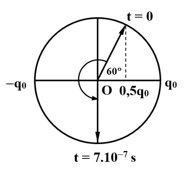 t = 0
60°
−q₀
O
0,5q₀
q₀
t = 7.10⁻⁷ s